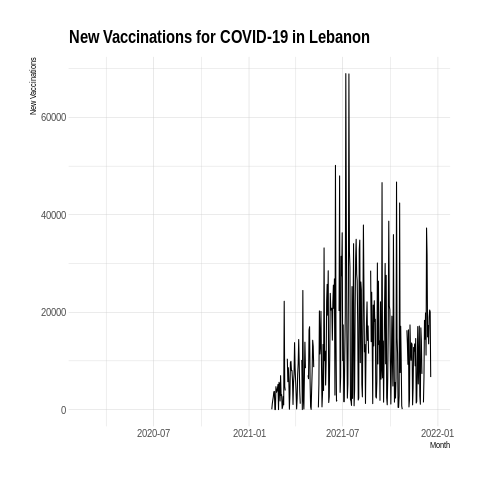 New Vaccinations for COVID-19 in Lebanon
New Vaccinations
60000
40000
20000
0
2020-07
2021-01
2021-07
2022-01
Month